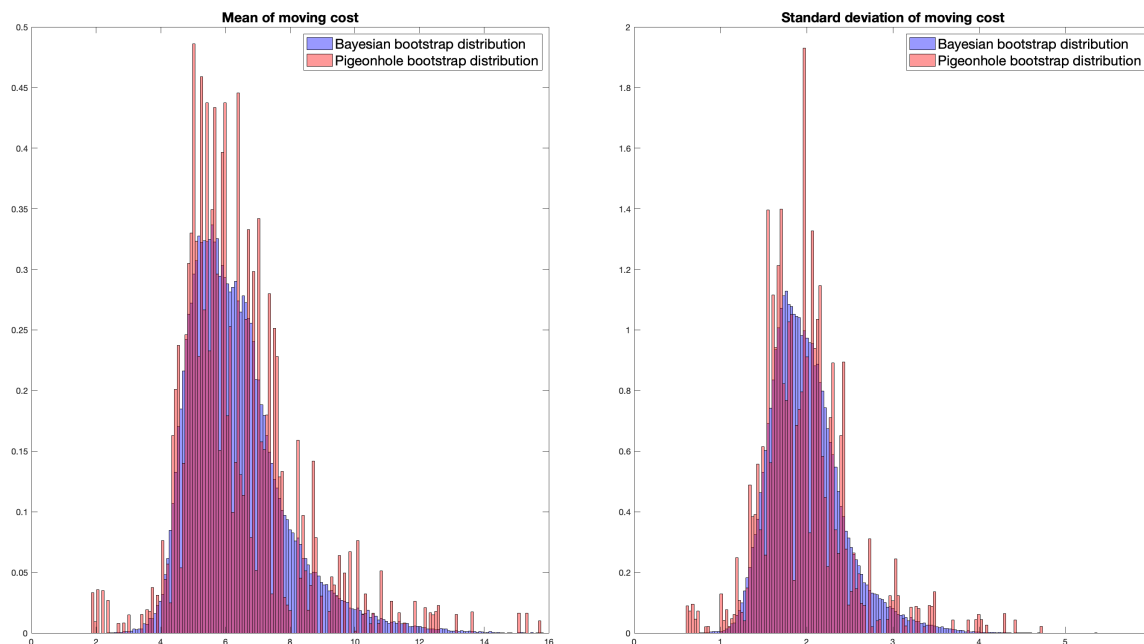 Mean of moving cost
Bayesian bootstrap distribution
Pigeonhole bootstrap distribution
0.5
0.45
0.4
0.35
0.3
0.25
0.2
0.15
0.1
0.05
0
0 2 4 6 8 10 12 14 16
Standard deviation of moving cost
Bayesian bootstrap distribution
Pigeonhole bootstrap distribution
2
1.8
1.6
1.4
1.2
1
0.8
0.6
0.4
0.2
0
0 1 2 3 4 5